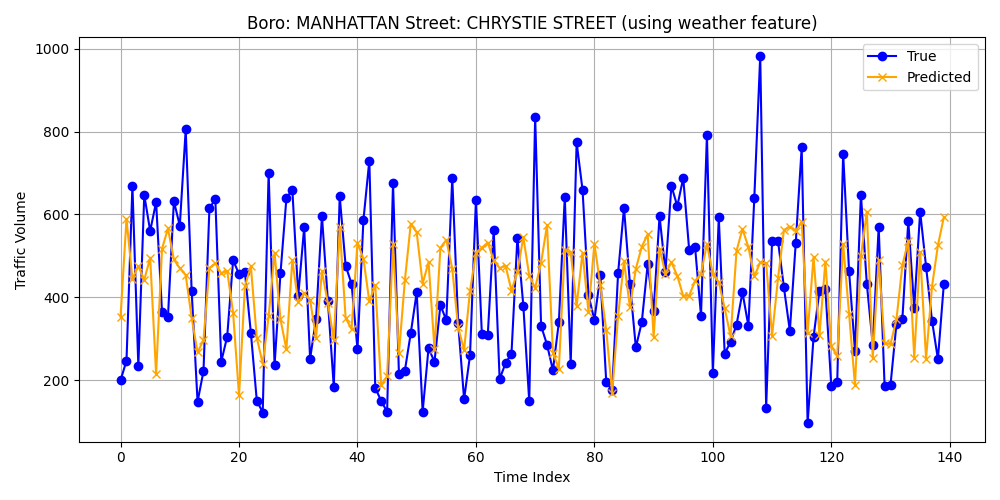 Boro: MANHATTAN Street: CHRYSTIE STREET (using weather feature)
True
Predicted
Traffic Volume
1000
800
600
400
200
0 20 40 60 80 100 120 140
Time Index